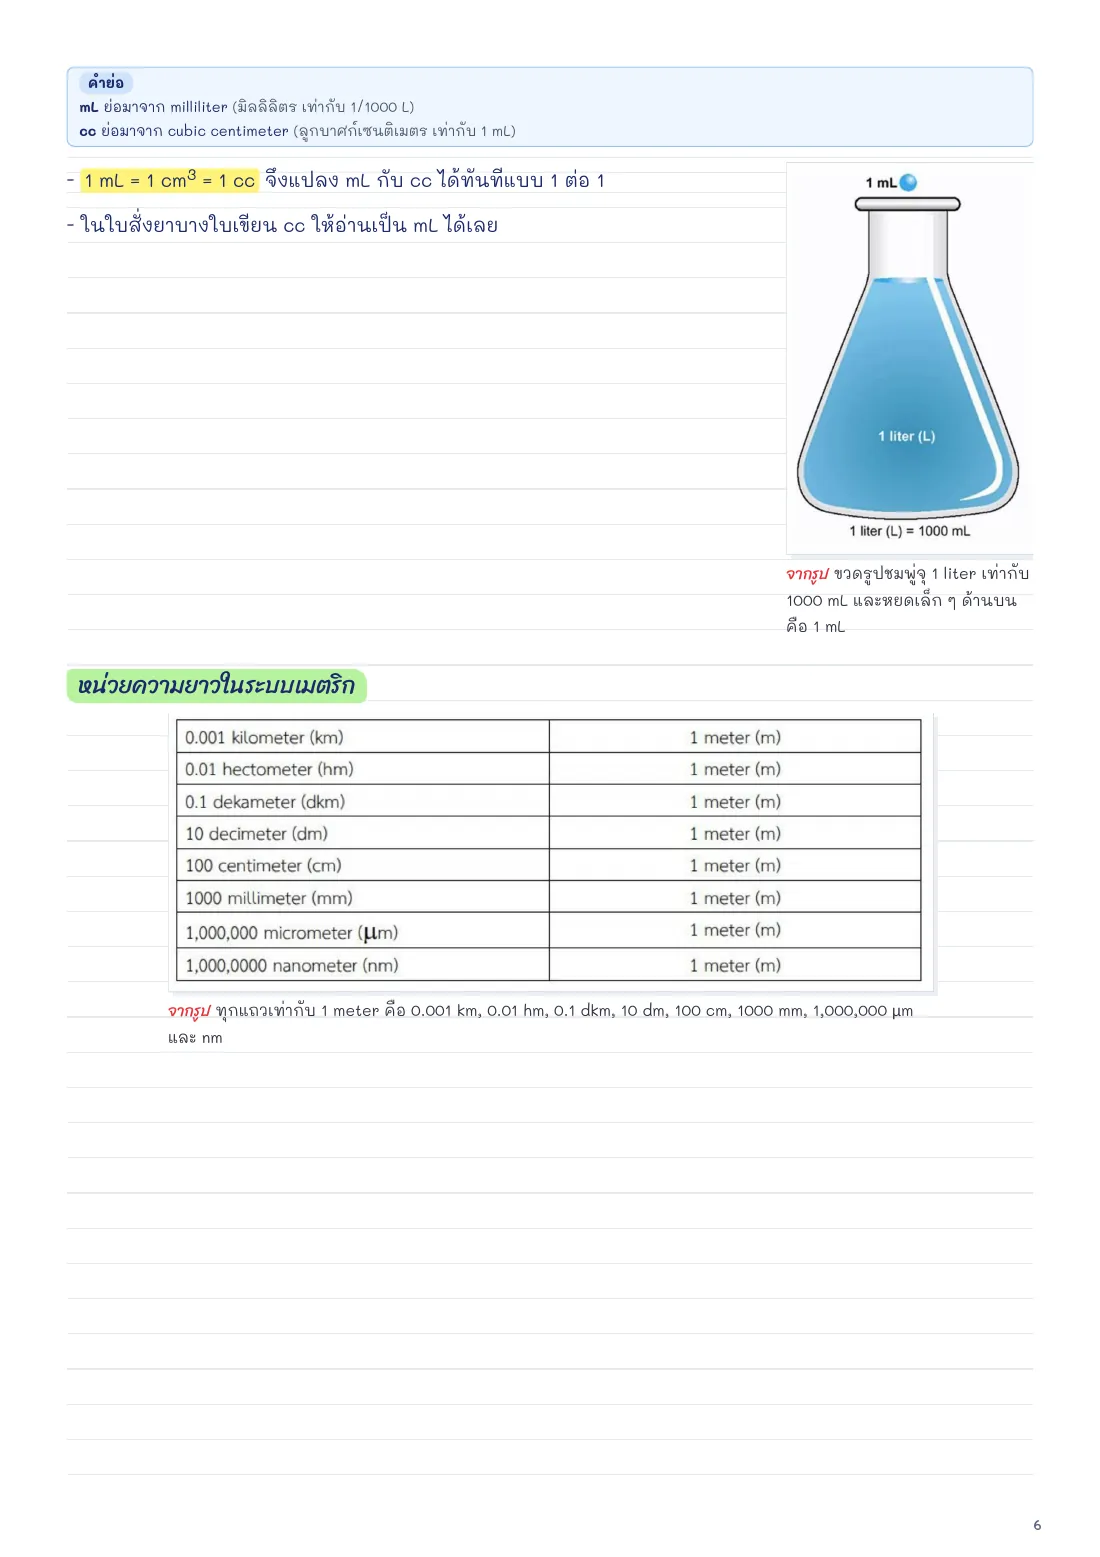 คำย่อ
mL ย่อมาจาก milliliter (มิลลิลิตร เท่ากับ 1/1000 L)
cc ย่อมาจาก cubic centimeter (ลูกบาศก์เซนติเมตร เท่ากับ 1 mL)
- 1 mL = 1 cm³ = 1 cc จึงแปลง mL กับ cc ได้ทันทีแบบ 1 ต่อ 1
- ในใบสั่งยาบางใบเขียน cc ให้อ่านเป็น mL ได้เลย
1 mL
1 liter (L)
1 liter (L) = 1000 mL
จากรูป ขวดรูปชมพู่จุ 1 liter เท่ากับ
1000 mL และหยดเล็ก ๆ ด้านบน
คือ 1 mL
หน่วยความยาวในระบบเมตริก
0.001 kilometer (km) 1 meter (m)
0.01 hectometer (hm) 1 meter (m)
0.1 dekameter (dkm) 1 meter (m)
10 decimeter (dm) 1 meter (m)
100 centimeter (cm) 1 meter (m)
1000 millimeter (mm) 1 meter (m)
1,000,000 micrometer (μm) 1 meter (m)
1,000,0000 nanometer (nm) 1 meter (m)
จากรูป ทุกแถวเท่ากับ 1 meter คือ 0.001 km, 0.01 hm, 0.1 dkm, 10 dm, 100 cm, 1000 mm, 1,000,000 μm
และ nm
6